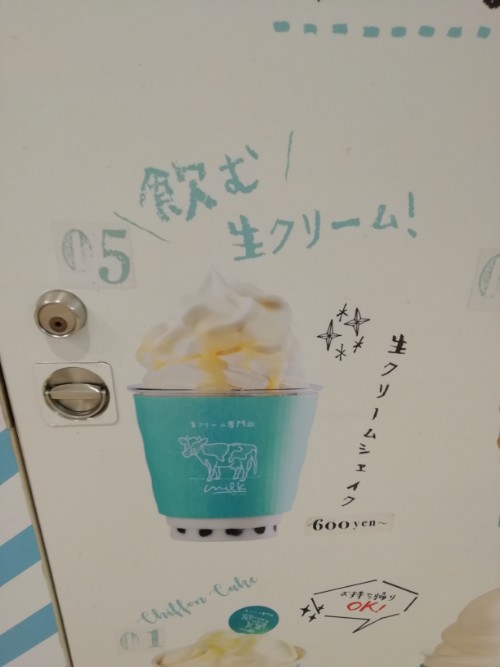 飲む
生クリーム!
05
生クリームシェイク
生クリーム専門店
milk
600yen~
Chiffon Cake
01
お持ち帰り
OK!